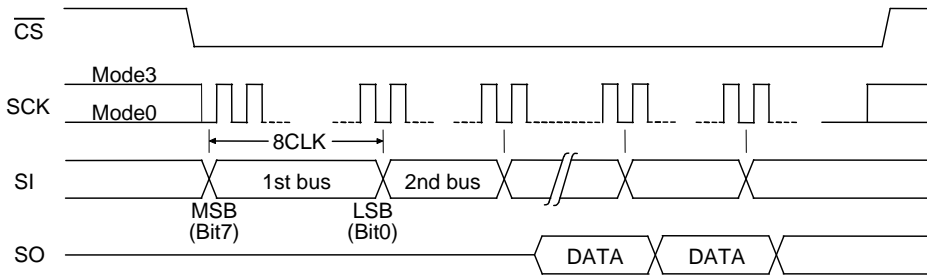 CS
Mode3
SCK
Mode0
8CLK
SI
1st bus
2nd bus
MSB
(Bit7)
LSB
(Bit0)
SO
DATA
DATA